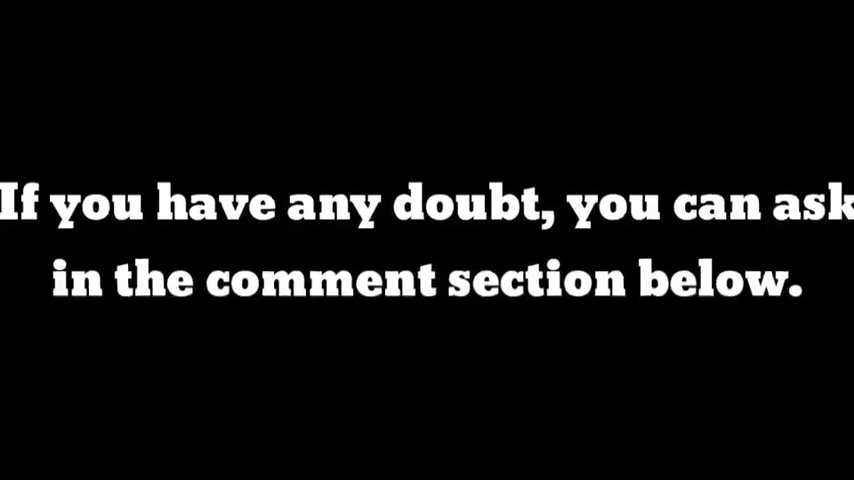 If you have any doubt, you can ask
in the comment section below.